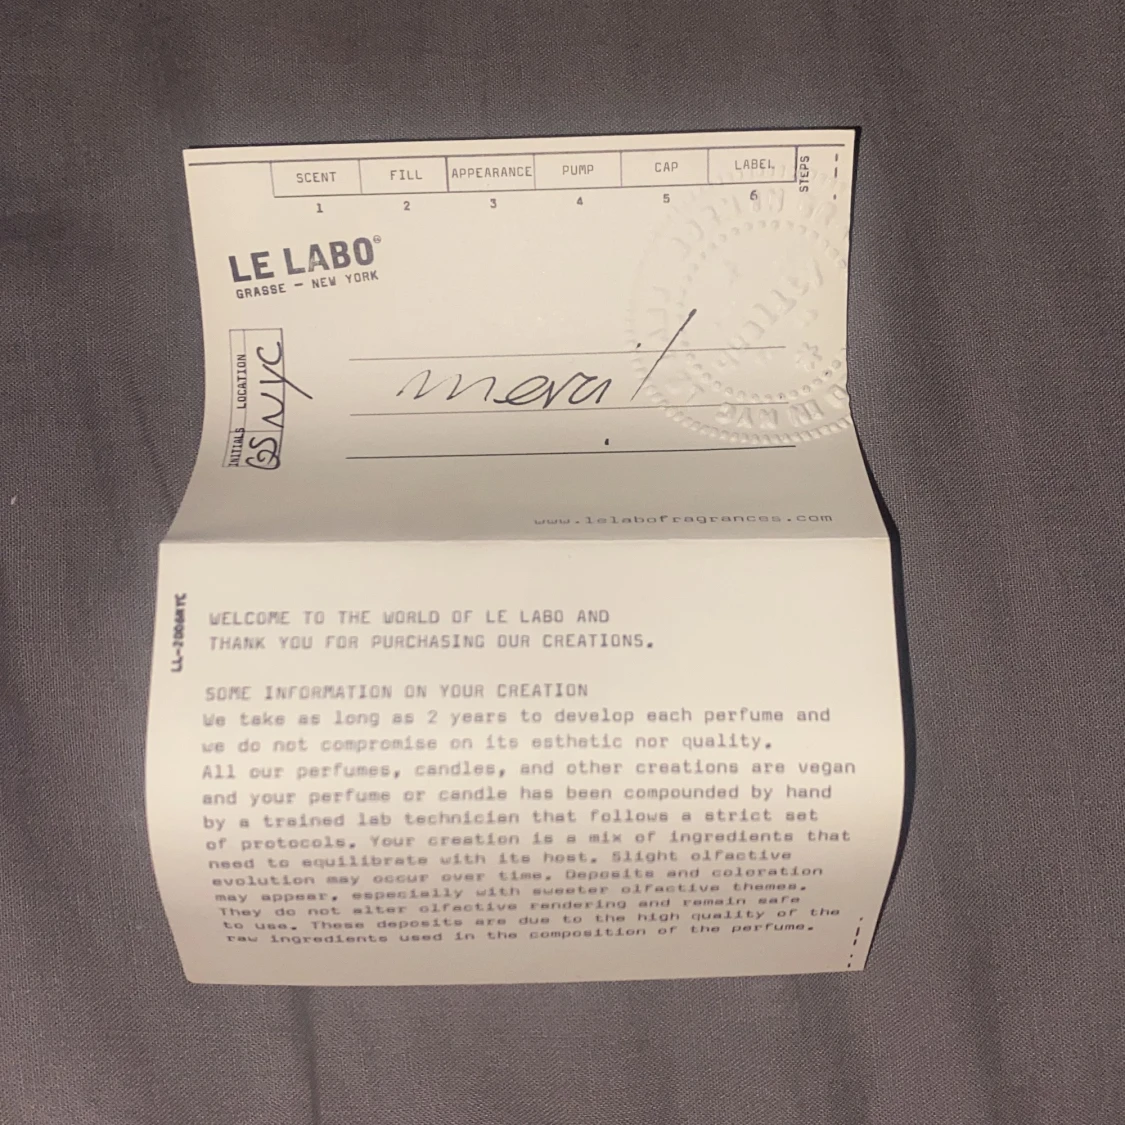 SCENT FILL APPEARANCE PUMP CAP LABEL STEPS
1 2 3 4 5 6
LE LABO®
GRASSE — NEW YORK
INITIALS LOCATION
GS NYC
merci!
www.lelabofragrances.com
WELCOME TO THE WORLD OF LE LABO AND
THANK YOU FOR PURCHASING OUR CREATIONS.
SOME INFORMATION ON YOUR CREATION
We take as long as 2 years to develop each perfume and
we do not compromise on its esthetic nor quality.
All our perfumes, candles, and other creations are vegan
and your perfume or candle has been compounded by hand
by a trained lab technician that follows a strict set
of protocols. Your creation is a mix of ingredients that
need to equilibrate with its host. Slight olfactive
evolution may occur over time. Deposits and coloration
may appear, especially with sweeter olfactive themes.
They do not alter olfactive rendering and remain safe
to use. These deposits are due to the high quality of the
raw ingredients used in the composition of the perfume.